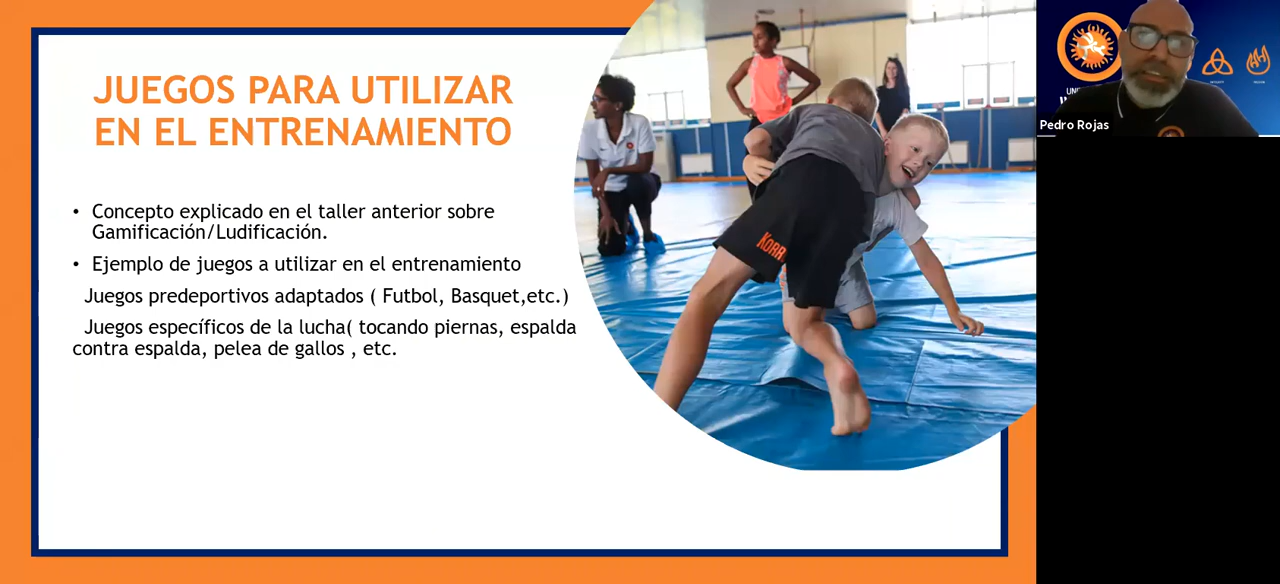 JUEGOS PARA UTILIZAR
EN EL ENTRENAMIENTO
• Concepto explicado en el taller anterior sobre
Gamificación/Ludificación.
• Ejemplo de juegos a utilizar en el entrenamiento
Juegos predeportivos adaptados ( Futbol, Basquet,etc.)
Juegos específicos de la lucha( tocando piernas, espalda
contra espalda, pelea de gallos , etc.
KORR
Pedro Rojas